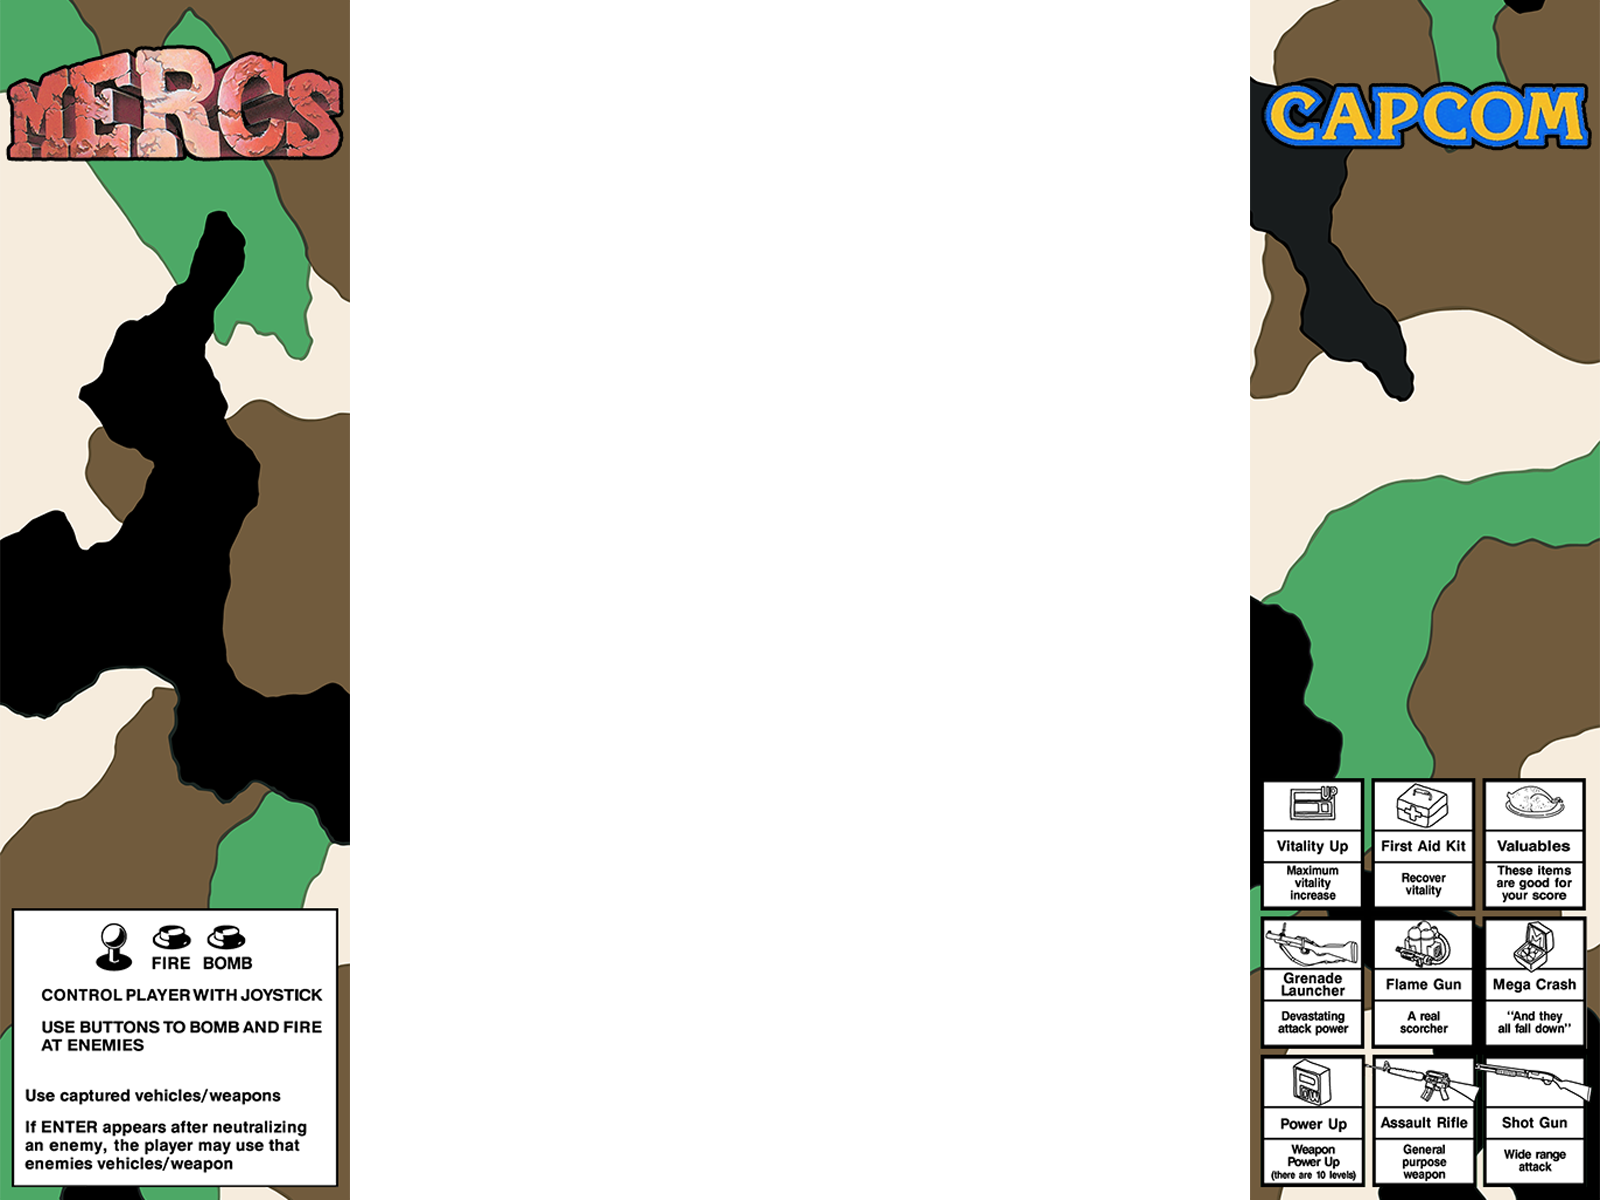 MERCS
CAPCOM
FIRE BOMB
CONTROL PLAYER WITH JOYSTICK
USE BUTTONS TO BOMB AND FIRE
AT ENEMIES
Use captured vehicles/weapons
If ENTER appears after neutralizing
an enemy, the player may use that
enemies vehicles/weapon
UP
Vitality Up
Maximum
vitality
increase
First Aid Kit
Recover
vitality
Valuables
These items
are good for
your score
Grenade
Launcher
Devastating
attack power
Flame Gun
A real
scorcher
M
Mega Crash
"And they
all fall down"
Power Up
Weapon
Power Up
(there are 10 levels)
Assault Rifle
General
purpose
weapon
Shot Gun
Wide range
attack